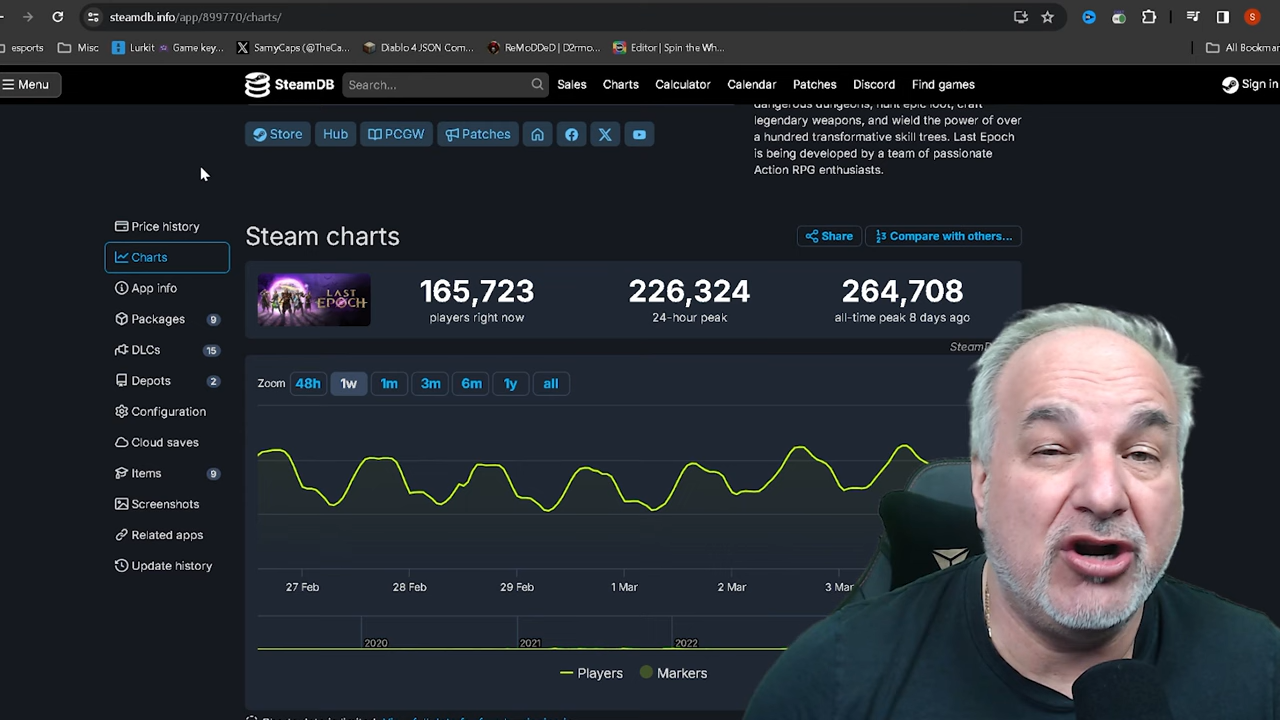 steamdb.info/app/899770/charts/
S
esports
Misc
Lurkit
Game key...
SamyCaps (@TheCa...
Diablo 4 JSON Com...
ReMoDDeD | D2rmo...
Editor | Spin the Wh...
All Bookmar
Menu
SteamDB
Search...
Sales
Charts
Calculator
Calendar
Patches
Discord
Find games
Sign in
dangerous dungeons, hunt epic loot, craft
legendary weapons, and wield the power of over
a hundred transformative skill trees. Last Epoch
is being developed by a team of passionate
Action RPG enthusiasts.
Store
Hub
PCGW
Patches
Price history
Charts
App info
Packages 9
DLCs 15
Depots 2
Configuration
Cloud saves
Items 9
Screenshots
Related apps
Update history
Steam charts
Share
Compare with others...
LAST
EPOCH
165,723
players right now
226,324
24-hour peak
264,708
all-time peak 8 days ago
SteamD
Zoom 48h 1w 1m 3m 6m 1y all
27 Feb 28 Feb 29 Feb 1 Mar 2 Mar 3 Mar
2020 2021 2022
Players Markers